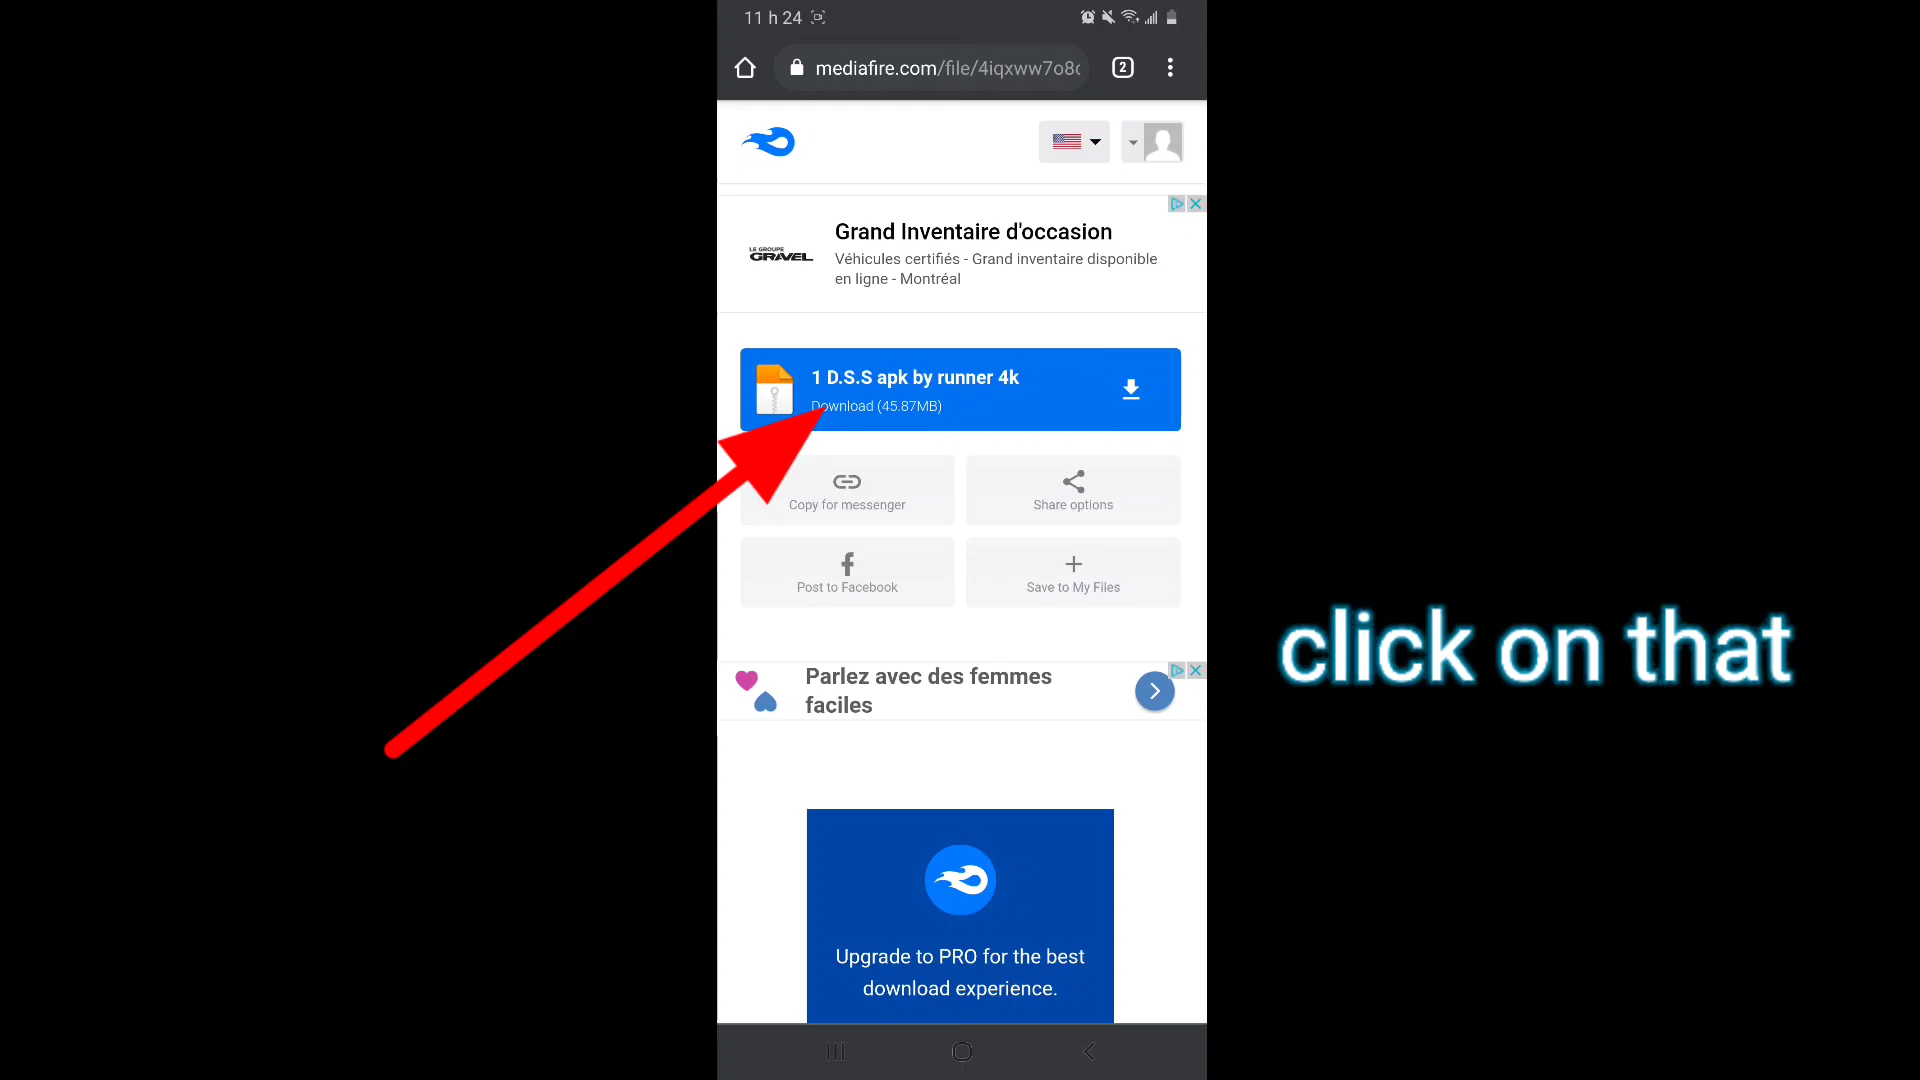 11 h 24
mediafire.com/file/4iqxww7o8c
2
Grand Inventaire d'occasion
LE GROUPE
GRAVEL
Véhicules certifiés - Grand inventaire disponible
en ligne - Montréal
1 D.S.S apk by runner 4k
Download (45.87MB)
Copy for messenger
Share options
Post to Facebook
Save to My Files
click on that
Parlez avec des femmes
faciles
Upgrade to PRO for the best
download experience.